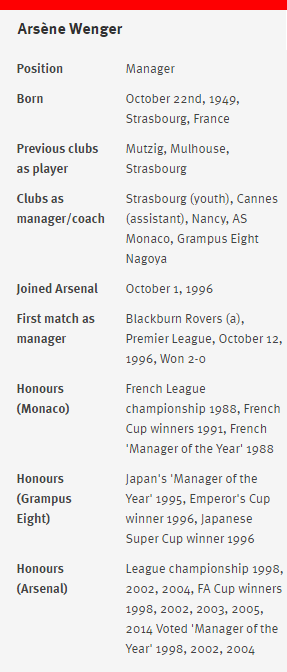 Arsène Wenger
Position Manager
Born October 22nd, 1949,
Strasbourg, France
Previous clubs Mutzig, Mulhouse,
as player Strasbourg
Clubs as Strasbourg (youth), Cannes
manager/coach (assistant), Nancy, AS
Monaco, Grampus Eight
Nagoya
Joined Arsenal October 1, 1996
First match as Blackburn Rovers (a),
manager Premier League, October 12,
1996, Won 2-0
Honours French League
(Monaco) championship 1988, French
Cup winners 1991, French
'Manager of the Year' 1988
Honours Japan's 'Manager of the
(Grampus Year' 1995, Emperor's Cup
Eight) winner 1996, Japanese
Super Cup winner 1996
Honours League championship 1998,
(Arsenal) 2002, 2004, FA Cup winners
1998, 2002, 2003, 2005,
2014 Voted 'Manager of the
Year' 1998, 2002, 2004